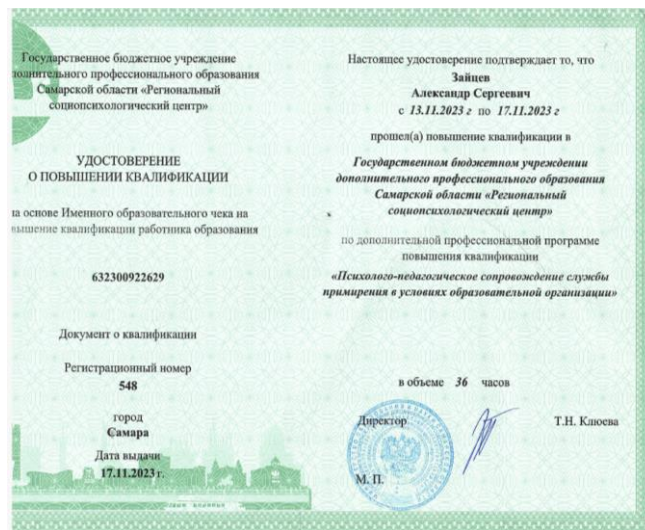 Государственное бюджетное учреждение
дополнительного профессионального образования
Самарской области «Региональный
социопсихологический центр»
УДОСТОВЕРЕНИЕ
О ПОВЫШЕНИИ КВАЛИФИКАЦИИ
на основе Именного образовательного чека на
повышение квалификации работника образования
632300922629
Документ о квалификации
Регистрационный номер
548
город
Самара
Дата выдачи
17.11.2023 г.
Настоящее удостоверение подтверждает то, что
Зайцев
Александр Сергеевич
с 13.11.2023 г по 17.11.2023 г
прошел(а) повышение квалификации в
Государственном бюджетном учреждении
дополнительного профессионального образования
Самарской области «Региональный
социопсихологический центр»
по дополнительной профессиональной программе
повышения квалификации
«Психолого-педагогическое сопровождение службы
примирения в условиях образовательной организации»
в объеме 36 часов
Директор Т.Н. Клюева
М. П.